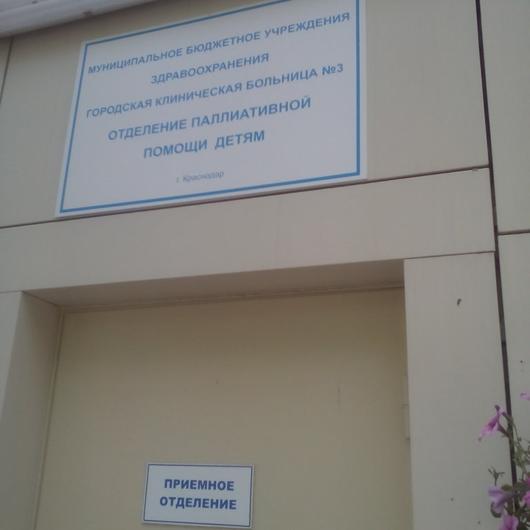 МУНИЦИПАЛЬНОЕ БЮДЖЕТНОЕ УЧРЕЖДЕНИЯ
ЗДРАВООХРАНЕНИЯ
ГОРОДСКАЯ КЛИНИЧЕСКАЯ БОЛЬНИЦА №3
ОТДЕЛЕНИЕ ПАЛЛИАТИВНОЙ
ПОМОЩИ ДЕТЯМ
г. Краснодар
ПРИЕМНОЕ
ОТДЕЛЕНИЕ